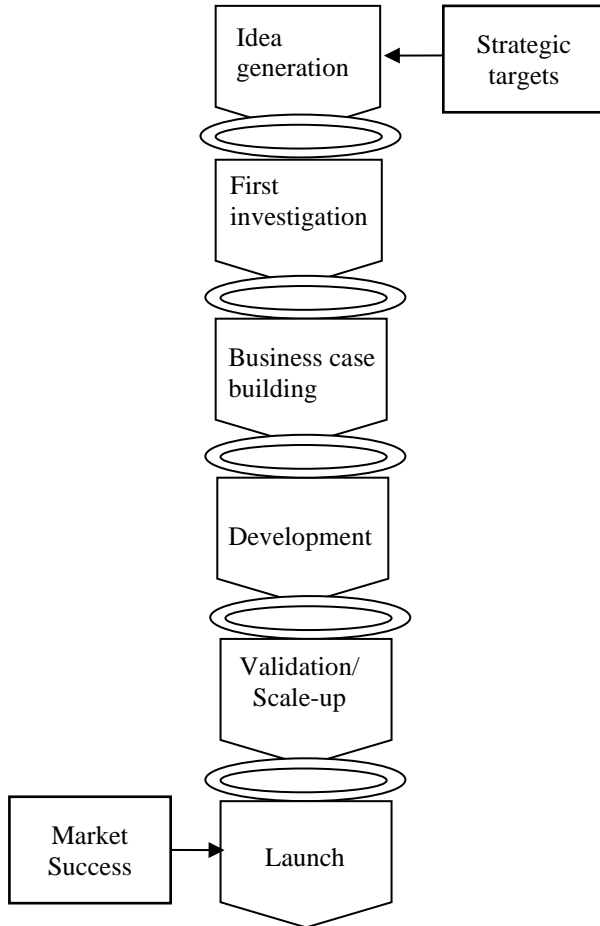 Idea
generation
Strategic
targets
First
investigation
Business case
building
Development
Validation/
Scale-up
Market
Success
Launch